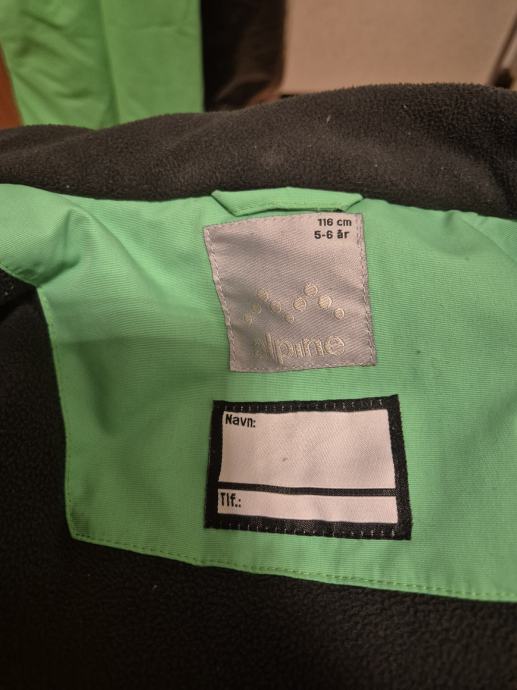 116 cm
5-6 år
alpine
Navn:
Tlf.: